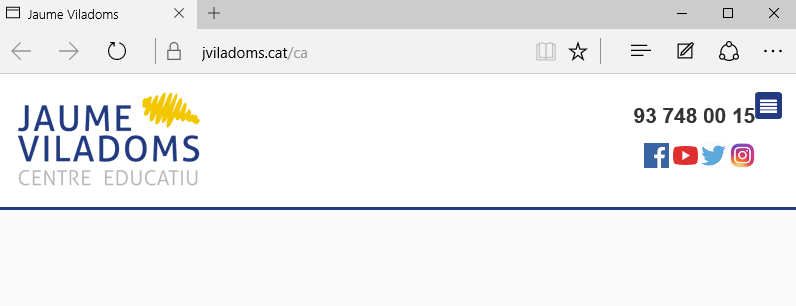 Jaume Viladoms
jviladoms.cat/ca
JAUME
VILADOMS
CENTRE EDUCATIU
93 748 00 15